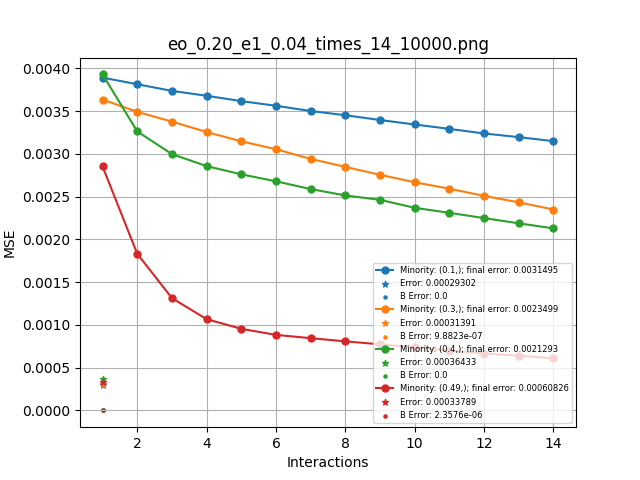 eo_0.20_e1_0.04_times_14_10000.png
0.0040
0.0035
0.0030
0.0025
0.0020
0.0015
0.0010
0.0005
0.0000
MSE
Minority: (0.1,); final error: 0.0031495
Error: 0.00029302
B Error: 0.0
Minority: (0.3,); final error: 0.0023499
Error: 0.00031391
B Error: 9.8823e-07
Minority: (0.4,); final error: 0.0021293
Error: 0.00036433
B Error: 0.0
Minority: (0.49,); final error: 0.00060826
Error: 0.00033789
B Error: 2.3576e-06
2 4 6 8 10 12 14
Interactions